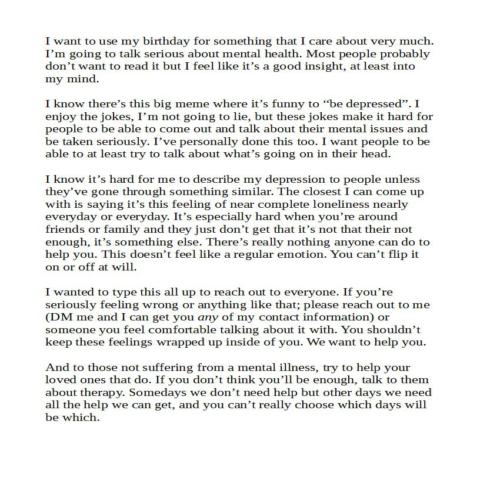 I want to use my birthday for something that I care about very much.
I'm going to talk serious about mental health. Most people probably
don't want to read it but I feel like it's a good insight, at least into
my mind.
I know there's this big meme where it's funny to “be depressed”. I
enjoy the jokes, I'm not going to lie, but these jokes make it hard for
people to be able to come out and talk about their mental issues and
be taken seriously. I've personally done this too. I want people to be
able to at least try to talk about what's going on in their head.
I know it's hard for me to describe my depression to people unless
they've gone through something similar. The closest I can come up
with is saying it's this feeling of near complete loneliness nearly
everyday or everyday. It's especially hard when you're around
friends or family and they just don't get that it's not that their not
enough, it's something else. There's really nothing anyone can do to
help you. This doesn't feel like a regular emotion. You can't flip it
on or off at will.
I wanted to type this all up to reach out to everyone. If you're
seriously feeling wrong or anything like that; please reach out to me
(DM me and I can get you any of my contact information) or
someone you feel comfortable talking about it with. You shouldn't
keep these feelings wrapped up inside of you. We want to help you.
And to those not suffering from a mental illness, try to help your
loved ones that do. If you don't think you'll be enough, talk to them
about therapy. Somedays we don't need help but other days we need
all the help we can get, and you can't really choose which days will
be which.